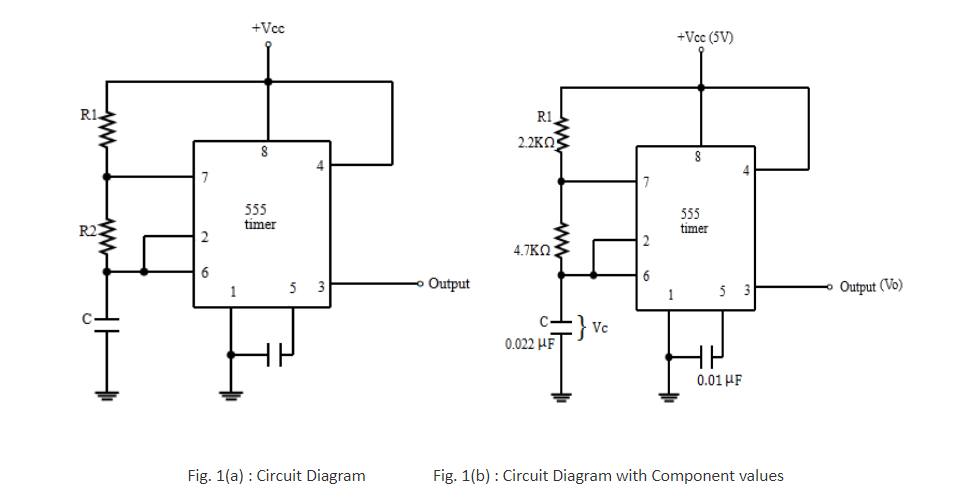 +Vcc
R1
8
4
7
555
timer
R2
2
6
1
5
3
Output
C
+Vcc (5V)
R1
2.2KΩ
8
4
7
555
timer
4.7KΩ
2
6
1
5
3
Output (Vo)
C
Vc
0.022 µF
0.01 µF
Fig. 1(a) : Circuit Diagram
Fig. 1(b) : Circuit Diagram with Component values